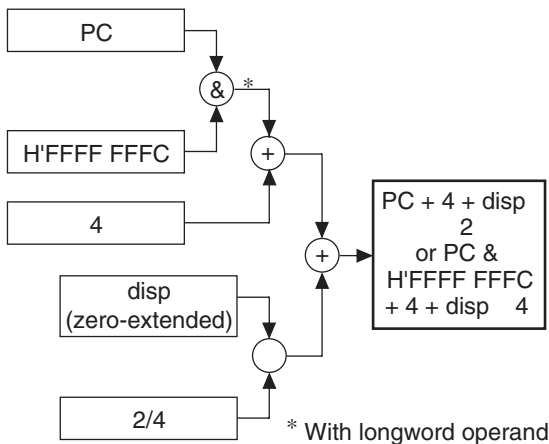 PC
&
*
H'FFFF FFFC
+
4
+
PC + 4 + disp
2
or PC &
H'FFFF FFFC
+ 4 + disp 4
disp
(zero-extended)
2/4
* With longword operand